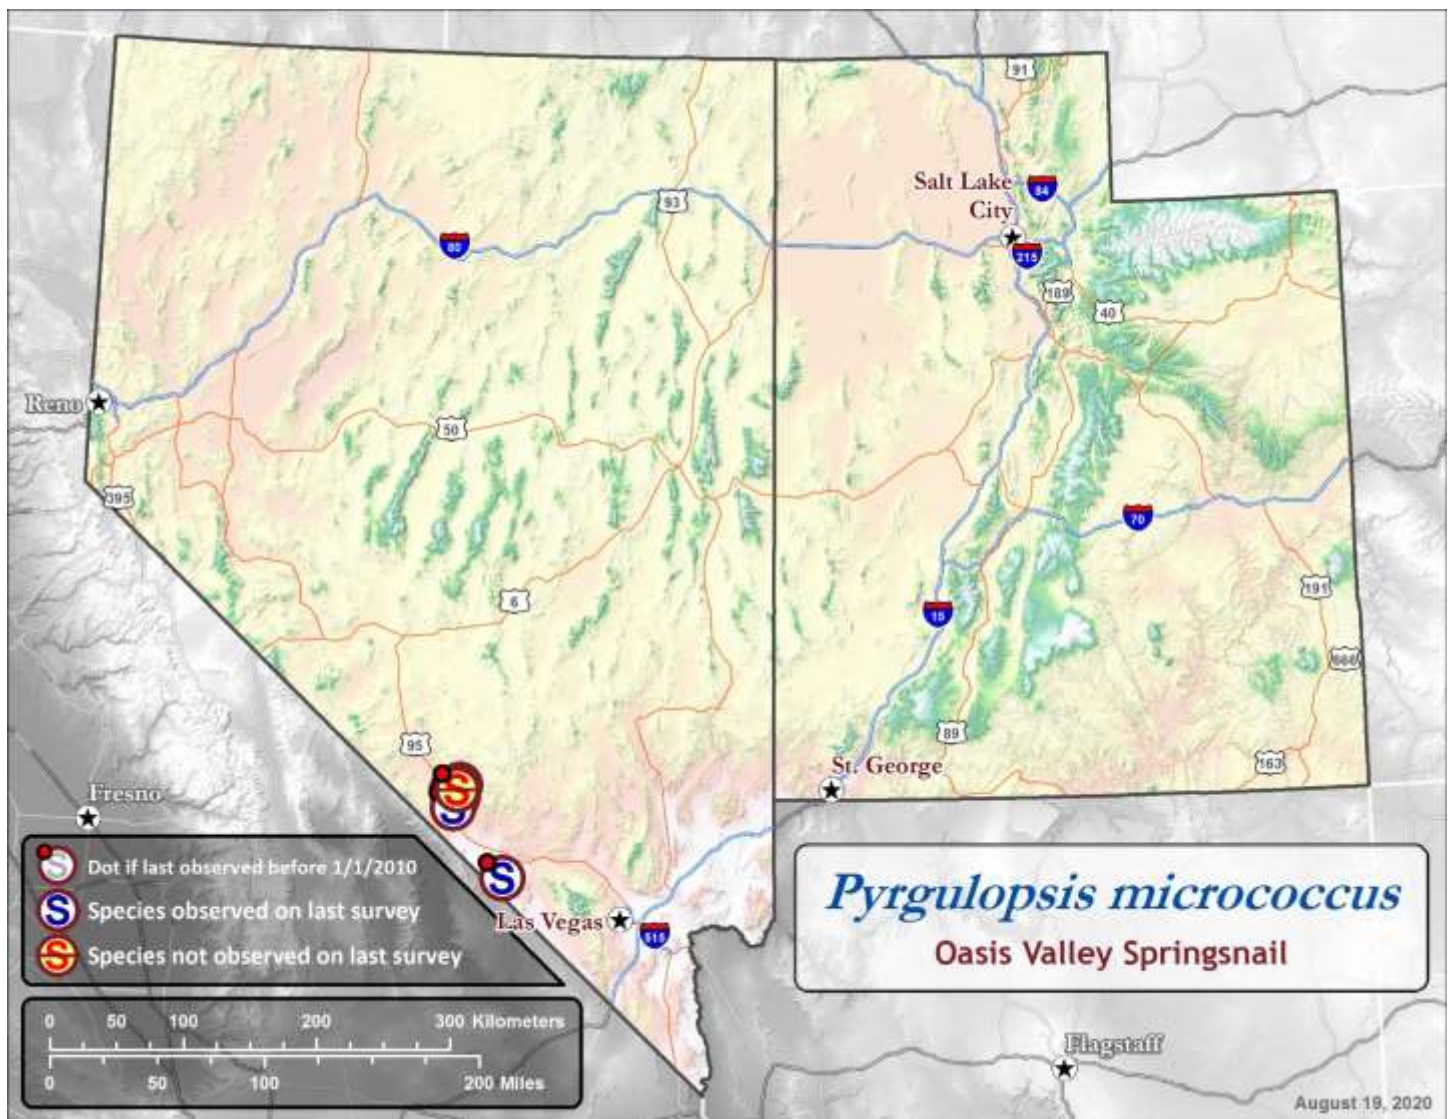 91
Salt Lake
City
84
93
80
215
189
40
Reno
50
395
70
6
191
15
666
95
89
163
St. George
Fresno
S
S
S
Las Vegas
515
S
Dot if last observed before 1/1/2010
S
Species observed on last survey
S
Species not observed on last survey
Pyrgulopsis micrococcus
Oasis Valley Springsnail
0 50 100 200 300 Kilometers
0 50 100 200 Miles
Flagstaff
August 19, 2020